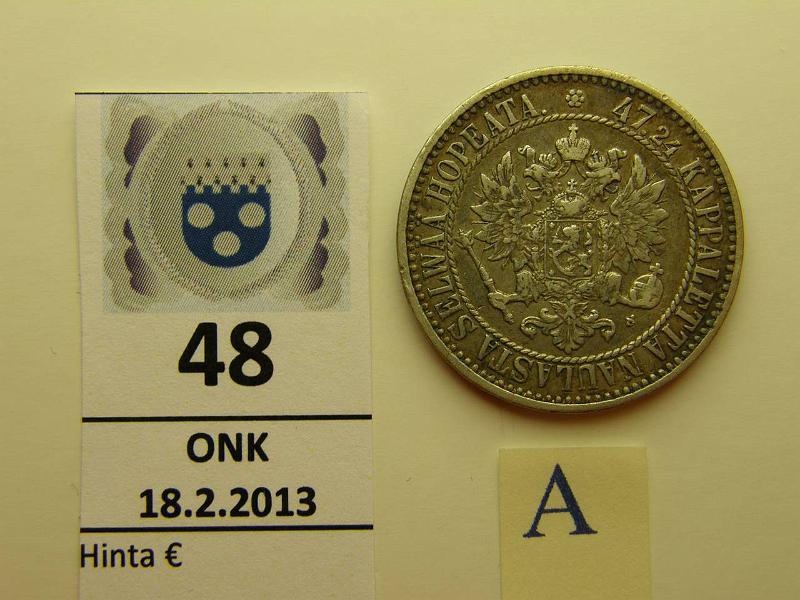 48
ONK
18.2.2013
Hinta €
47,24 KAPPALETTA NAULASTA SELWÄÄ HOPEATA
S
A